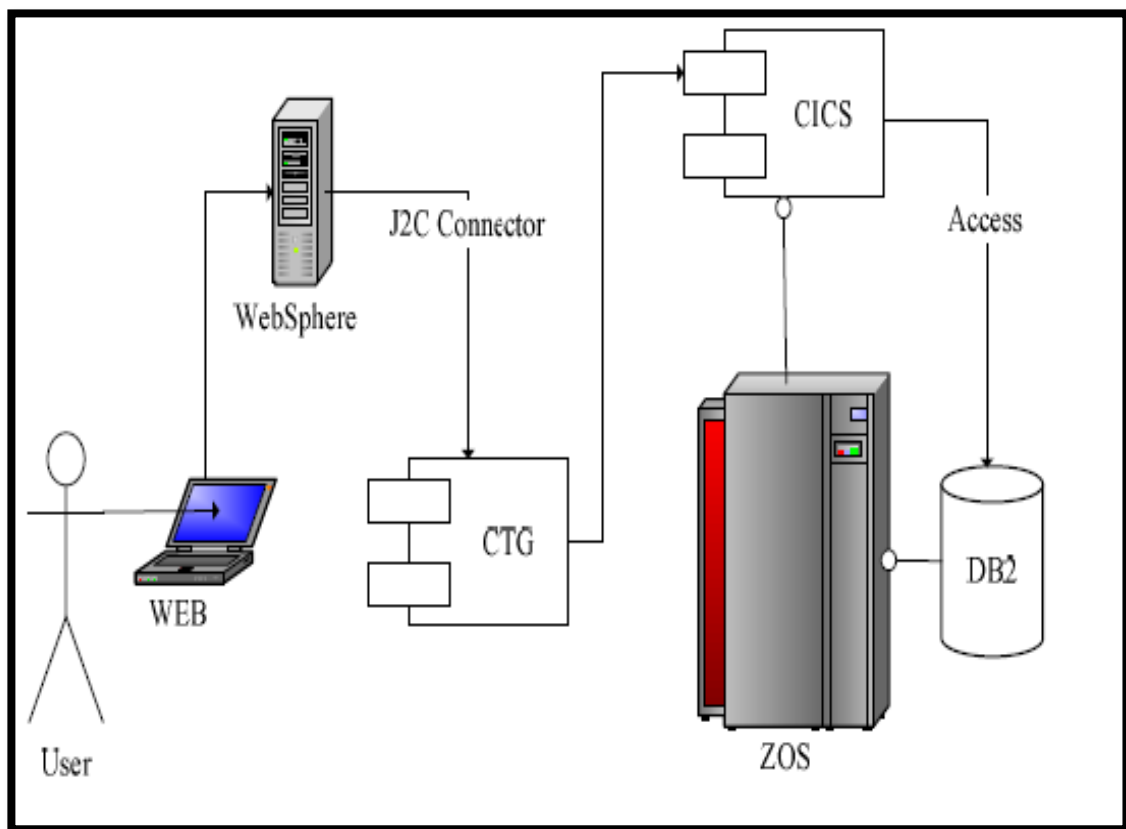 CICS
J2C Connector
Access
WebSphere
CTG
DB2
WEB
User
ZOS